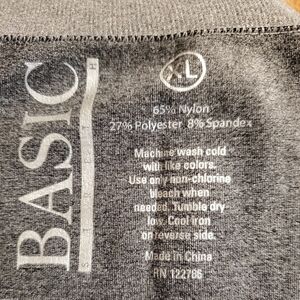 BASIC
STRETCH
XL
65% Nylon
27% Polyester 8% Spandex
Machine wash cold
with like colors.
Use only non-chlorine
bleach when
needed. Tumble dry
low. Cool iron
on reverse side.
Made in China
RN 122786